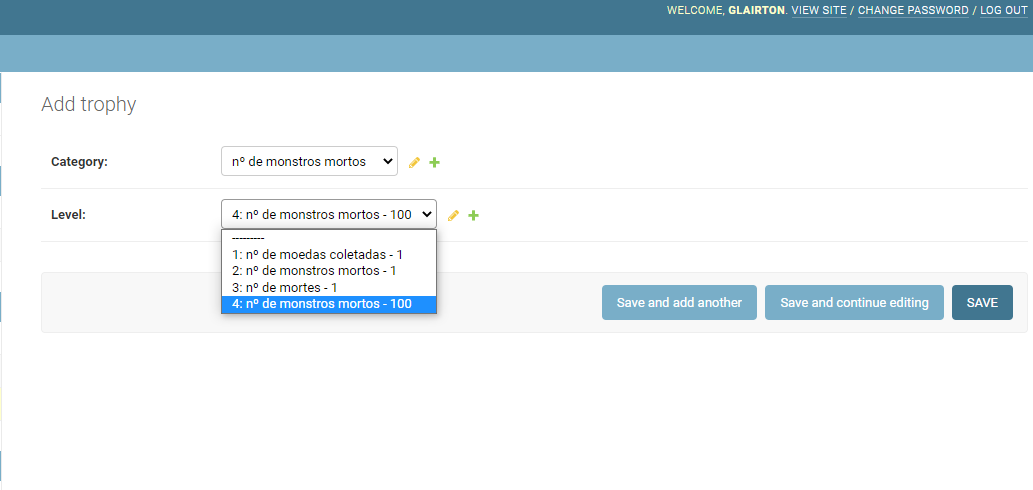 WELCOME, GLAIRTON. VIEW SITE / CHANGE PASSWORD / LOG OUT
Add trophy
Category: nº de monstros mortos
Level: 4: nº de monstros mortos - 100
---------
1: nº de moedas coletadas - 1
2: nº de monstros mortos - 1
3: nº de mortes - 1
4: nº de monstros mortos - 100
Save and add another Save and continue editing SAVE